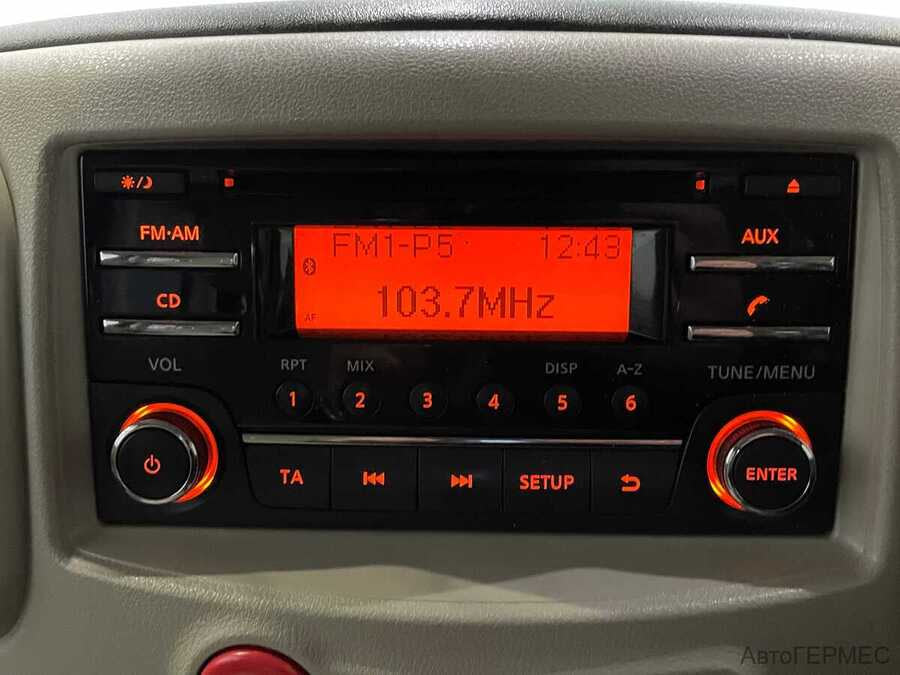 FM·AM
AUX
FM1-P5 12:43
CD
103.7MHz
AF
VOL
RPT MIX DISP A-Z
TUNE/MENU
1 2 3 4 5 6
TA SETUP
ENTER
АвтоГЕРМЕС